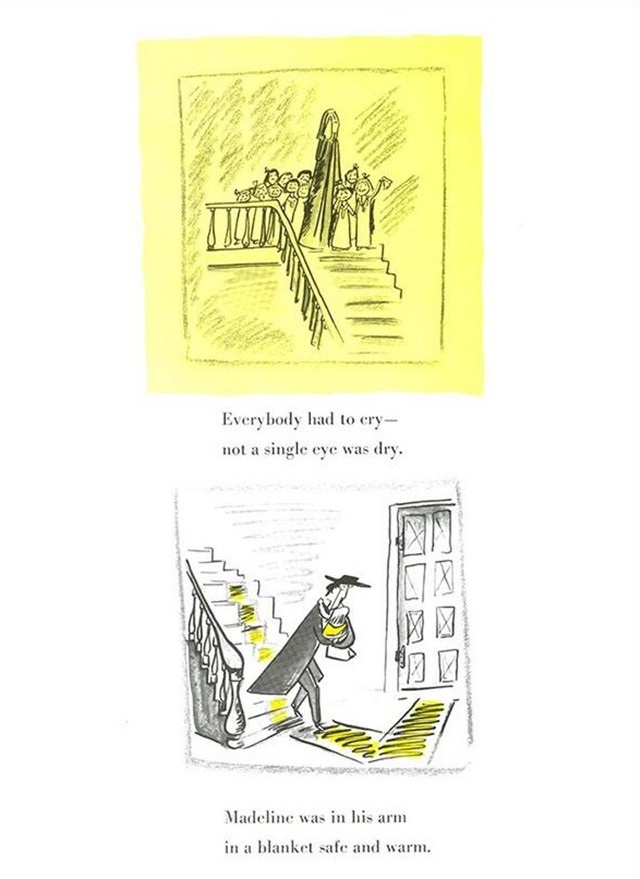 Everybody had to cry—
not a single eye was dry.
Madeline was in his arm
in a blanket safe and warm.